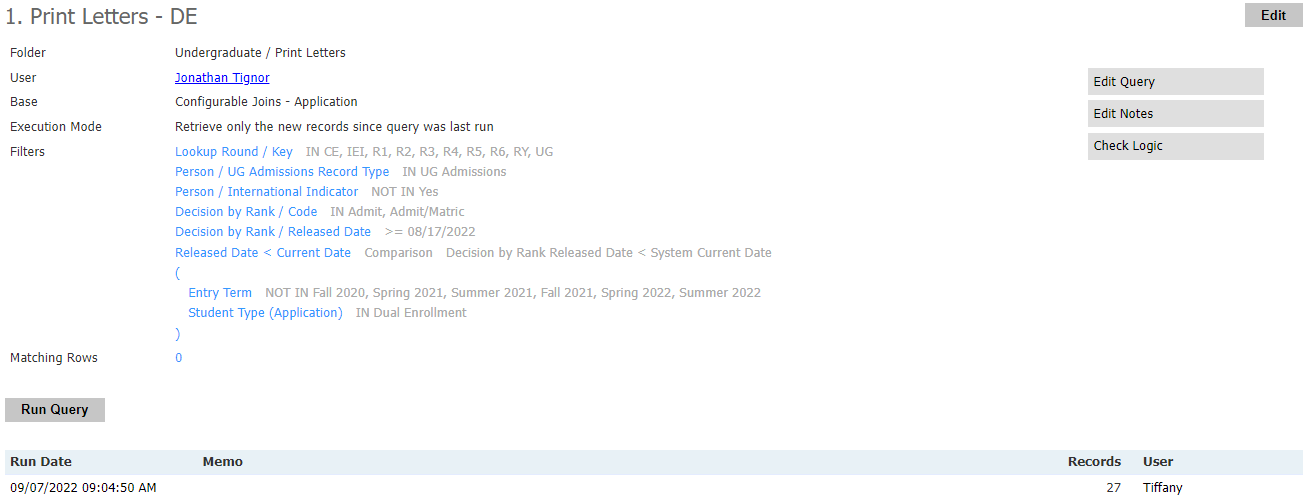 1. Print Letters - DE
Edit
Folder Undergraduate / Print Letters
User Jonathan Tignor
Base Configurable Joins - Application
Execution Mode Retrieve only the new records since query was last run
Filters Lookup Round / Key IN CE, IEI, R1, R2, R3, R4, R5, R6, RY, UG
Person / UG Admissions Record Type IN UG Admissions
Person / International Indicator NOT IN Yes
Decision by Rank / Code IN Admit, Admit/Matric
Decision by Rank / Released Date >= 08/17/2022
Released Date < Current Date Comparison Decision by Rank Released Date < System Current Date
(
Entry Term NOT IN Fall 2020, Spring 2021, Summer 2021, Fall 2021, Spring 2022, Summer 2022
Student Type (Application) IN Dual Enrollment
)
Matching Rows 0
Edit Query
Edit Notes
Check Logic
Run Query
Run Date Memo Records User
09/07/2022 09:04:50 AM 27 Tiffany